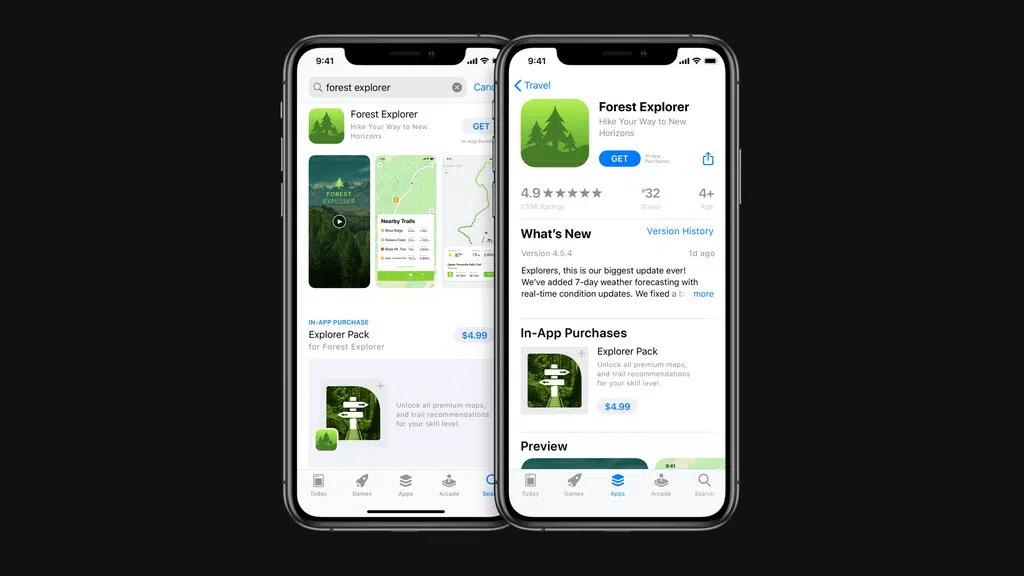 9:41
forest explorer
Canc
Forest Explorer
Hike Your Way to New
Horizons
GET
In-App Purch
FOREST
EXPLORER
Nearby Trails
IN-APP PURCHASE
Explorer Pack
for Forest Explorer
$4.99
Unlock all premium maps,
and trail recommendations
for your skill level.
Today
Games
Apps
Arcade
Sea
9:41
Travel
Forest Explorer
Hike Your Way to New
Horizons
GET
In-App
Purchases
4.9
#32
4+
1.59K Ratings
Travel
Age
What's New
Version History
Version 4.5.4
1d ago
Explorers, this is our biggest update ever!
We've added 7-day weather forecasting with
real-time condition updates. We fixed a b
more
In-App Purchases
Explorer Pack
Unlock all premium maps,
and trail recommendations
for your skill level.
$4.99
Preview
9:41
Today
Games
Apps
Arcade
Search